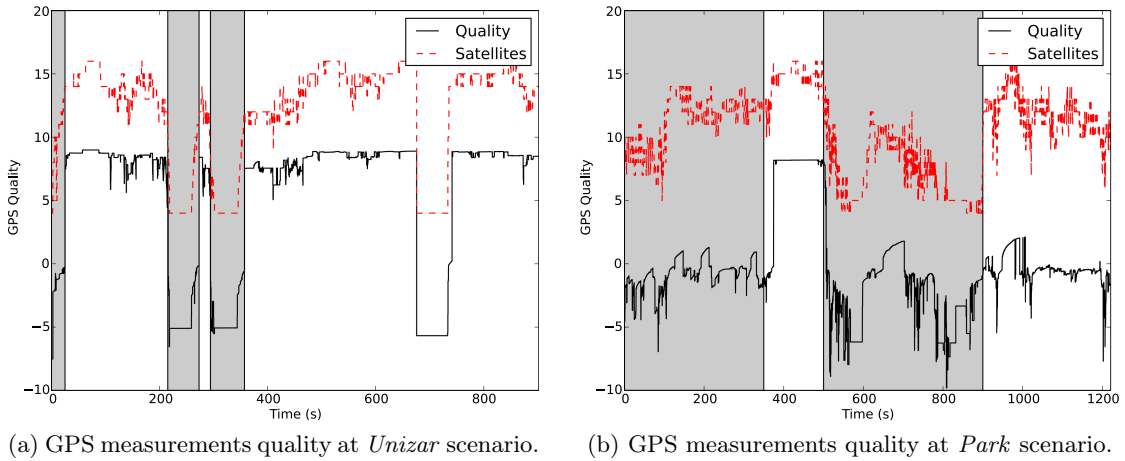 20
15
10
5
0
−5
−10
GPS Quality
0
200
400
600
800
Time (s)
Quality
Satellites
(a) GPS measurements quality at Unizar scenario.
20
15
10
5
0
−5
−10
GPS Quality
0
200
400
600
800
1000
1200
Time (s)
Quality
Satellites
(b) GPS measurements quality at Park scenario.